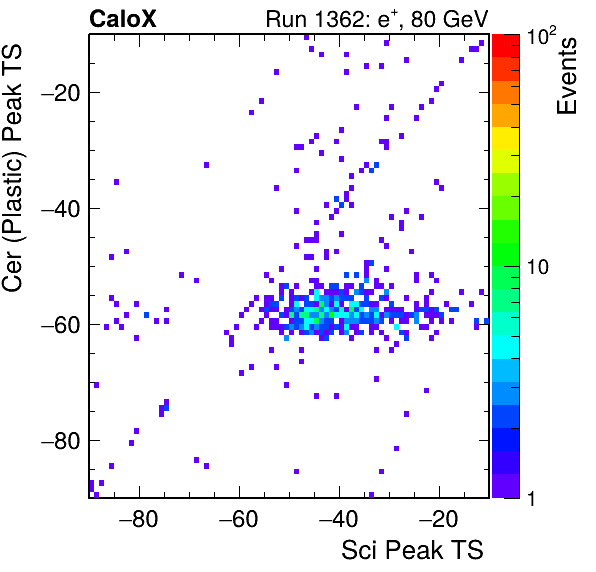 CaloX Run 1362: e+, 80 GeV
Cer (Plastic) Peak TS
−20
−40
−60
−80
−80 −60 −40 −20
Sci Peak TS
10²
10
1
Events